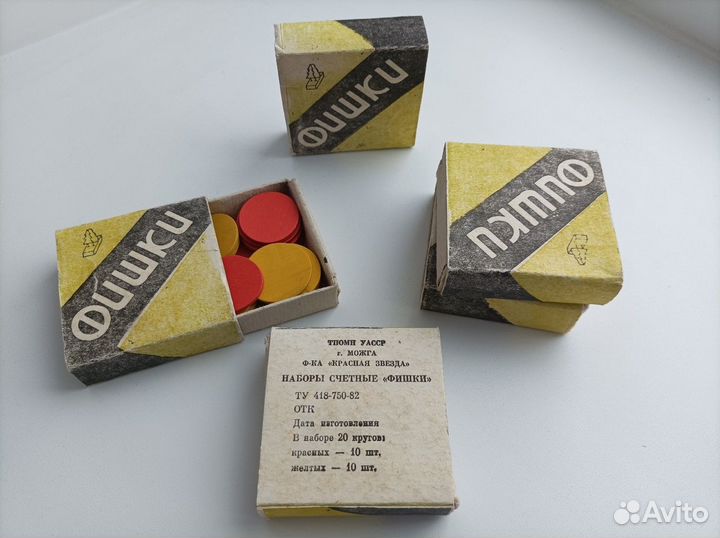 ФИШКИ
ФИШКИ
ФИШКИ
ТПОМН УАССР
г. МОЖГА
Ф-КА «КРАСНАЯ ЗВЕЗДА»
НАБОРЫ СЧЕТНЫЕ «ФИШКИ»
ТУ 418-750-82
ОТК
Дата изготовления
В наборе 20 кругов:
красных — 10 шт,
желтых — 10 шт,
Avito